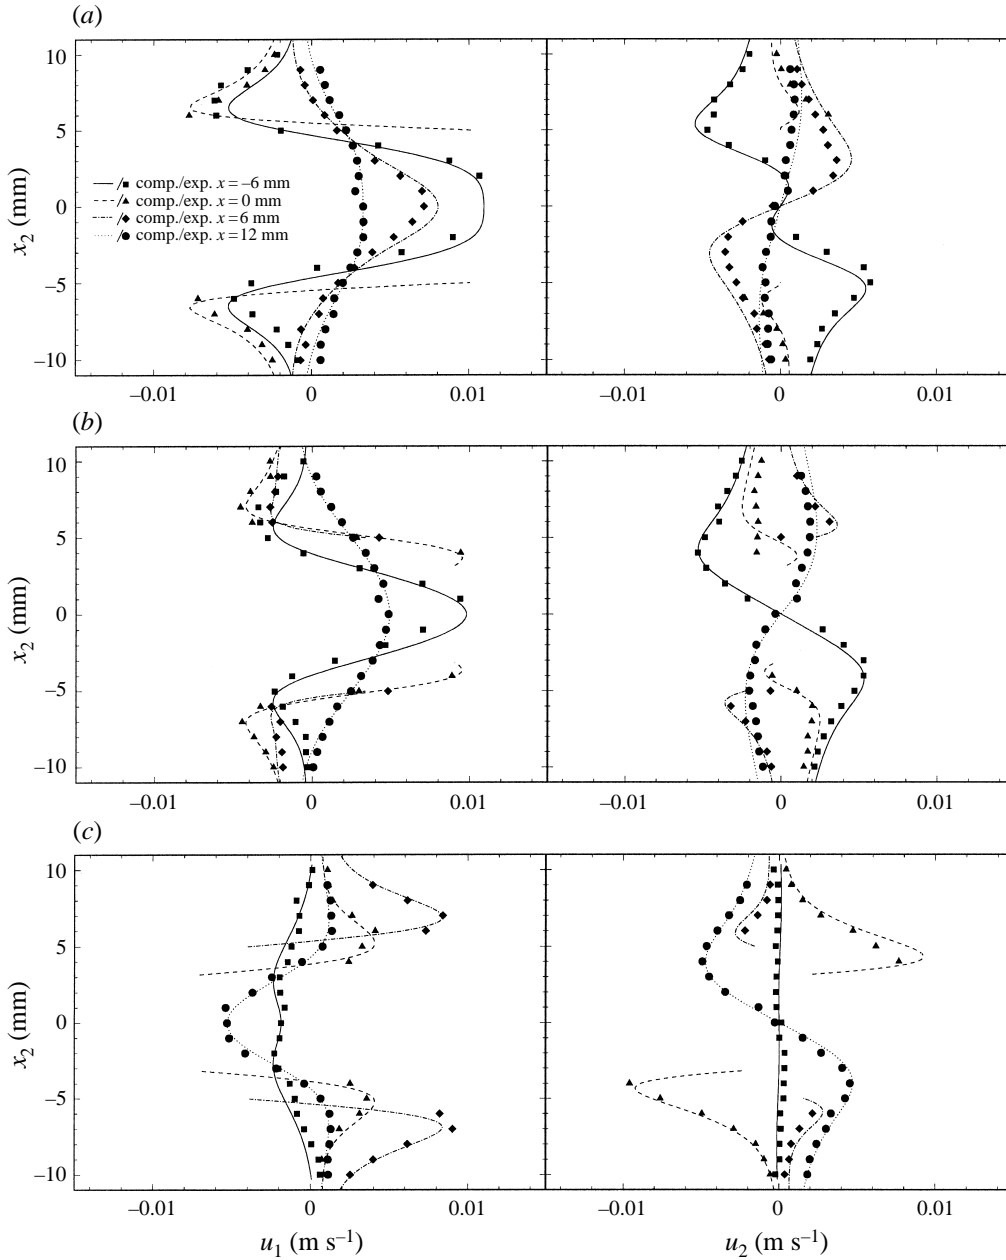 (a)
10
5
0
−5
−10
x₂ (mm)
/ comp./exp. x = −6 mm
/ comp./exp. x = 0 mm
/ comp./exp. x = 6 mm
/ comp./exp. x = 12 mm
−0.01 0 0.01 −0.01 0 0.01
(b)
10
5
0
−5
−10
x₂ (mm)
−0.01 0 0.01 −0.01 0 0.01
(c)
10
5
0
−5
−10
x₂ (mm)
−0.01 0 0.01 −0.01 0 0.01
u₁ (m s⁻¹) u₂ (m s⁻¹)